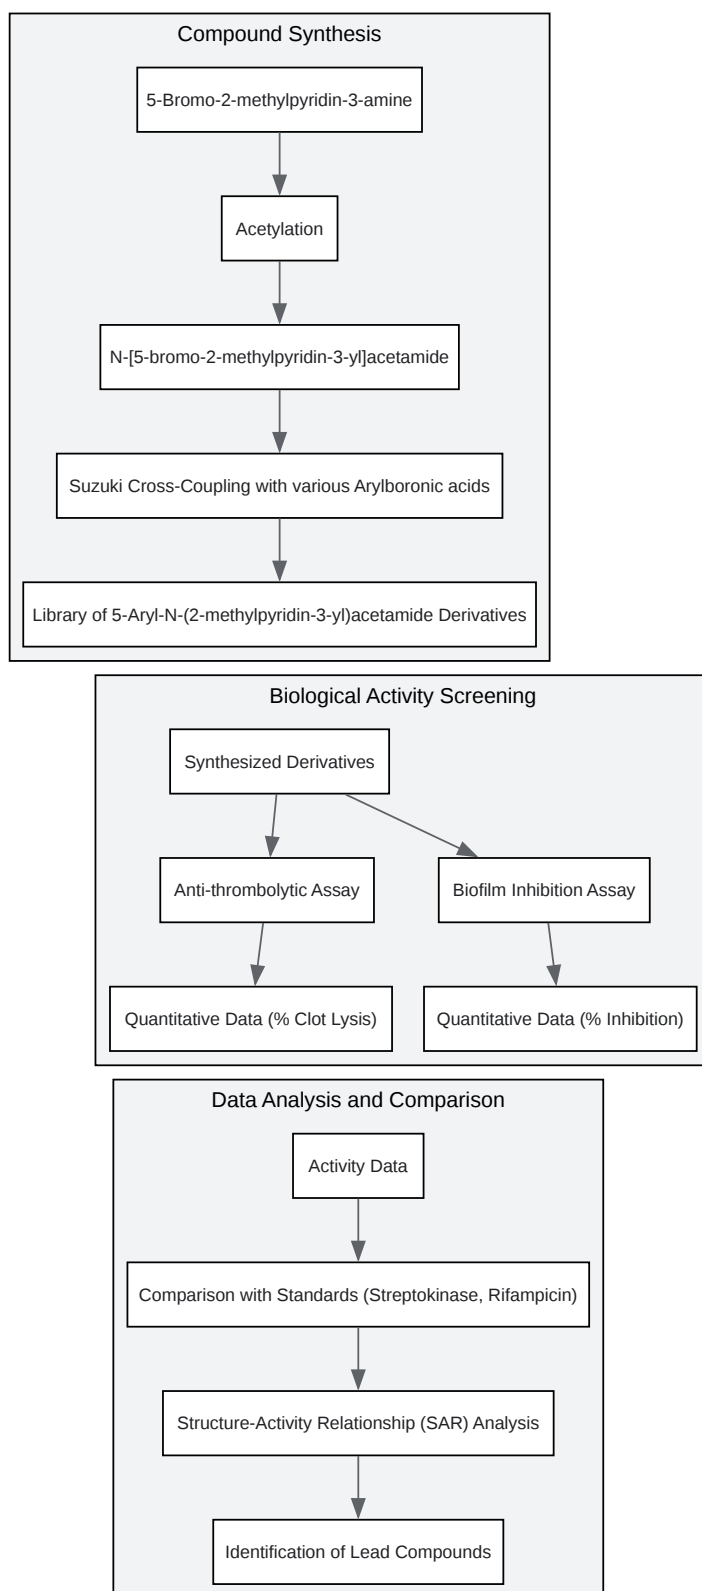 Compound Synthesis
5-Bromo-2-methylpyridin-3-amine
Acetylation
N-[5-bromo-2-methylpyridin-3-yl]acetamide
Suzuki Cross-Coupling with various Arylboronic acids
Library of 5-Aryl-N-(2-methylpyridin-3-yl)acetamide Derivatives
Biological Activity Screening
Synthesized Derivatives
Anti-thrombolytic Assay
Biofilm Inhibition Assay
Quantitative Data (% Clot Lysis)
Quantitative Data (% Inhibition)
Data Analysis and Comparison
Activity Data
Comparison with Standards (Streptokinase, Rifampicin)
Structure-Activity Relationship (SAR) Analysis
Identification of Lead Compounds